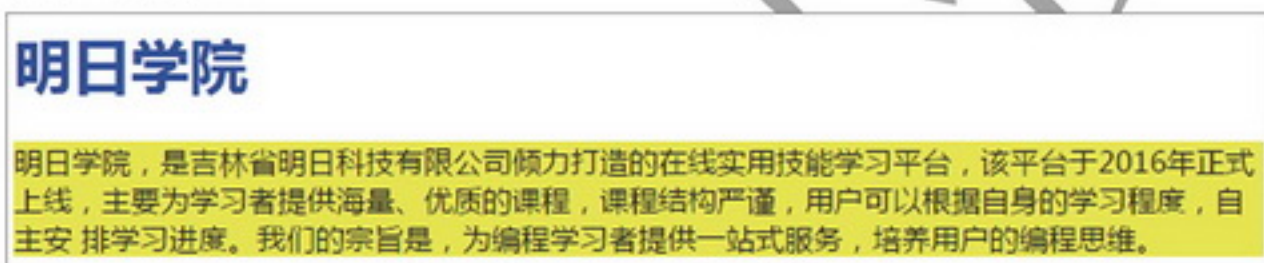 明日学院
明日学院，是吉林省明日科技有限公司倾力打造的在线实用技能学习平台，该平台于2016年正式
上线，主要为学习者提供海量、优质的课程，课程结构严谨，用户可以根据自身的学习程度，自
主安 排学习进度。我们的宗旨是，为编程学习者提供一站式服务，培养用户的编程思维。